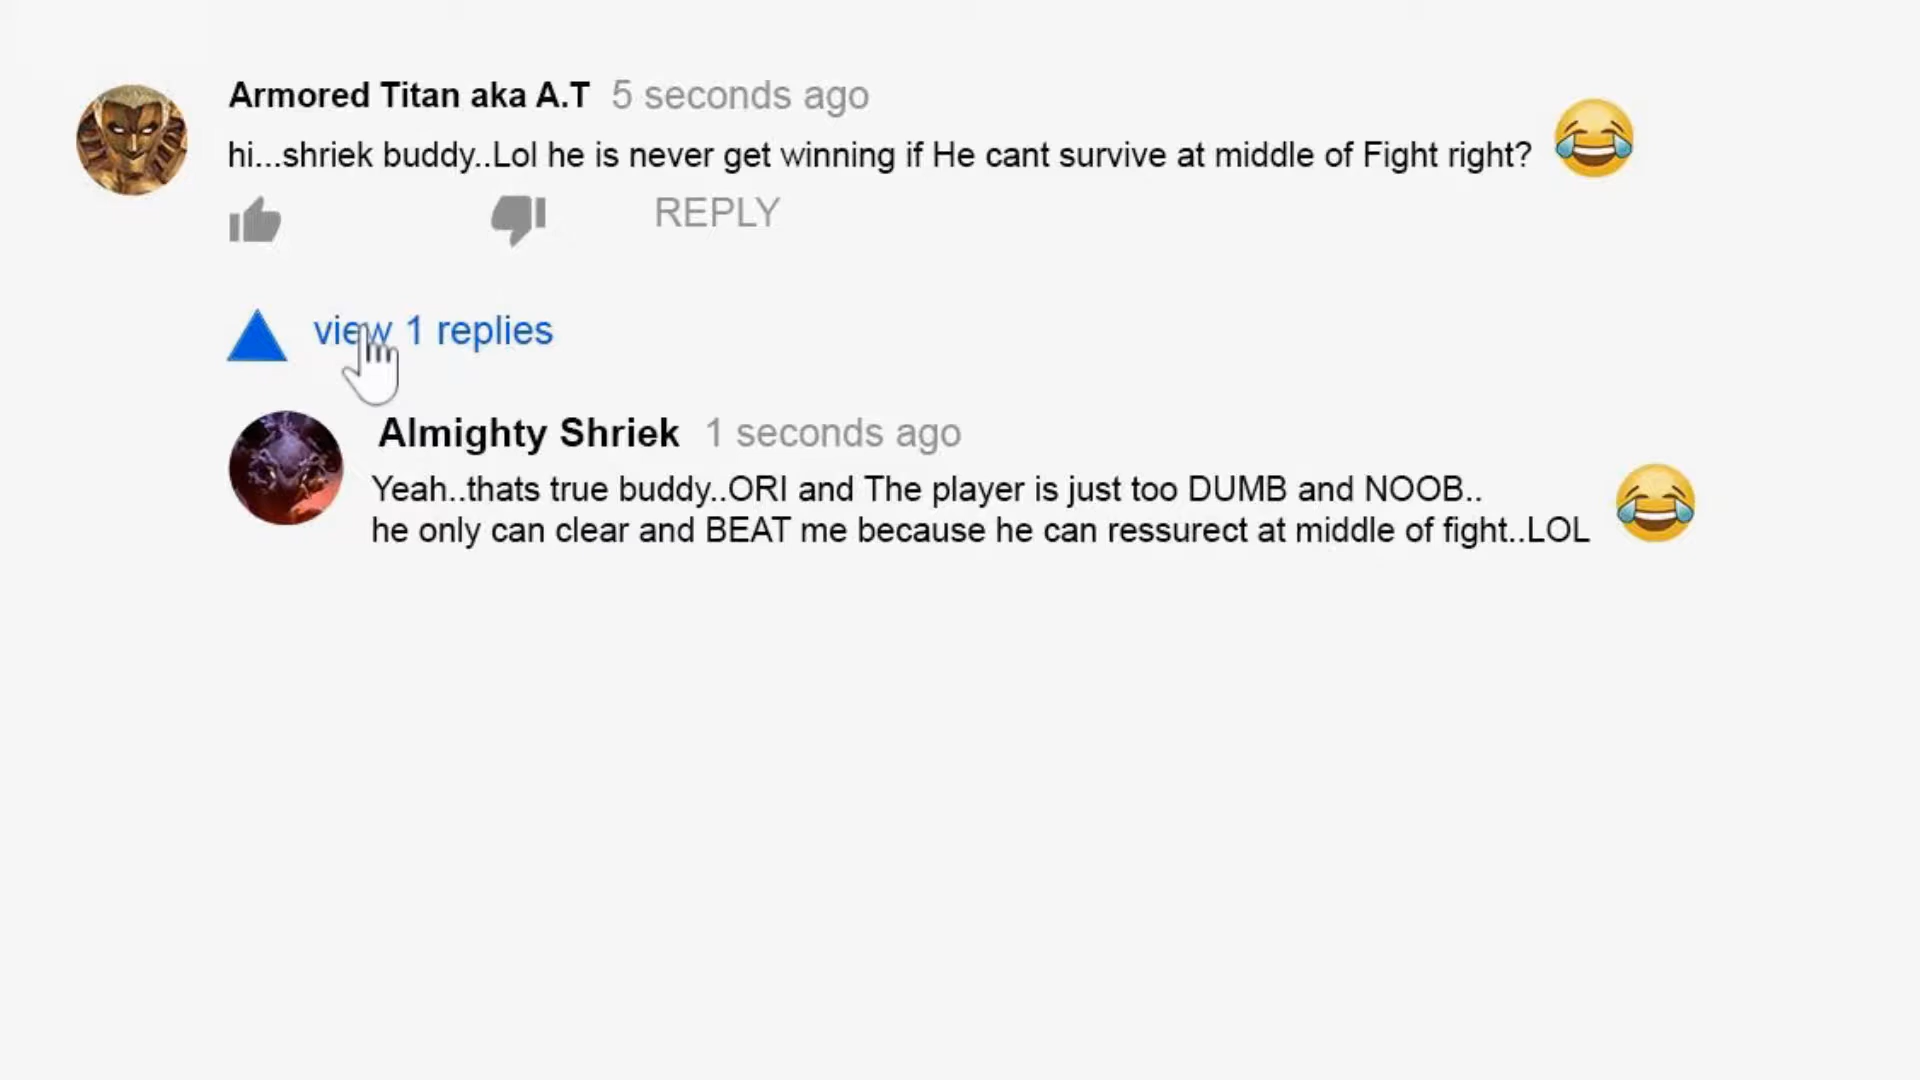 Armored Titan aka A.T 5 seconds ago
hi...shriek buddy..Lol he is never get winning if He cant survive at middle of Fight right?
REPLY
view 1 replies
Almighty Shriek 1 seconds ago
Yeah..thats true buddy..ORI and The player is just too DUMB and NOOB..
he only can clear and BEAT me because he can ressurect at middle of fight..LOL